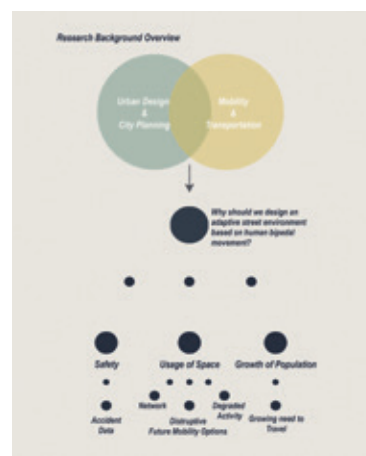 Research Background Overview
Urban Design
&
City Planning
Mobility
&
Transportation
Why should we design an
adaptive street environment
based on human bipedal
movement?
Safety
Usage of Space
Growth of Population
Network
Degraded
Activity
Accident
Data
Distruptive
Future Mobility Options
Growing need to
Travel